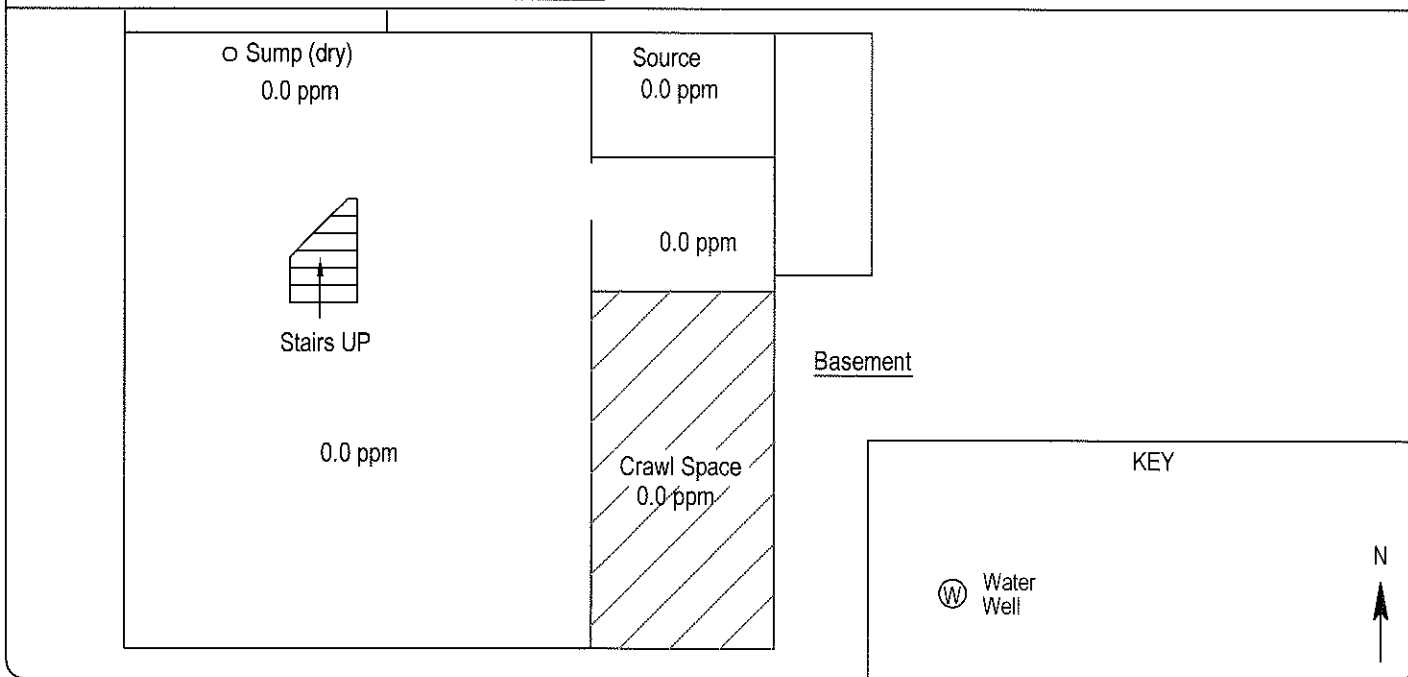 Sump (dry)
0.0 ppm
Source
0.0 ppm
0.0 ppm
Stairs UP
Basement
0.0 ppm
Crawl Space
0.0 ppm
KEY
N
W
Water
Well